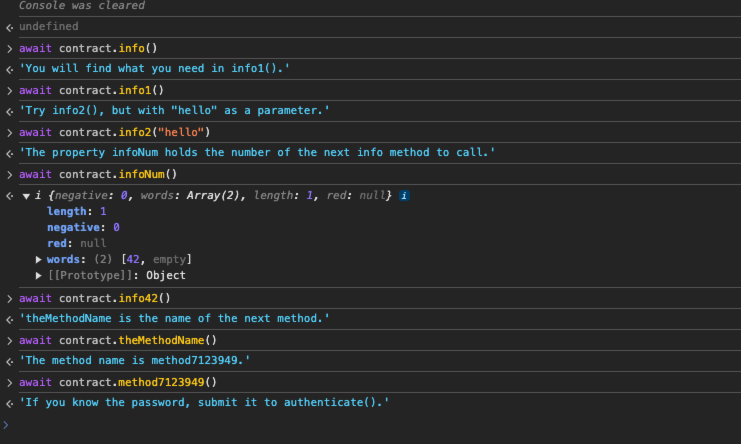 Console was cleared
undefined
await contract.info()
'You will find what you need in info1().'
await contract.info1()
'Try info2(), but with "hello" as a parameter.'
await contract.info2("hello")
'The property infoNum holds the number of the next info method to call.'
await contract.infoNum()
i {negative: 0, words: Array(2), length: 1, red: null} i
length: 1
negative: 0
red: null
words: (2) [42, empty]
[[Prototype]]: Object
await contract.info42()
'theMethodName is the name of the next method.'
await contract.theMethodName()
'The method name is method7123949.'
await contract.method7123949()
'If you know the password, submit it to authenticate().'